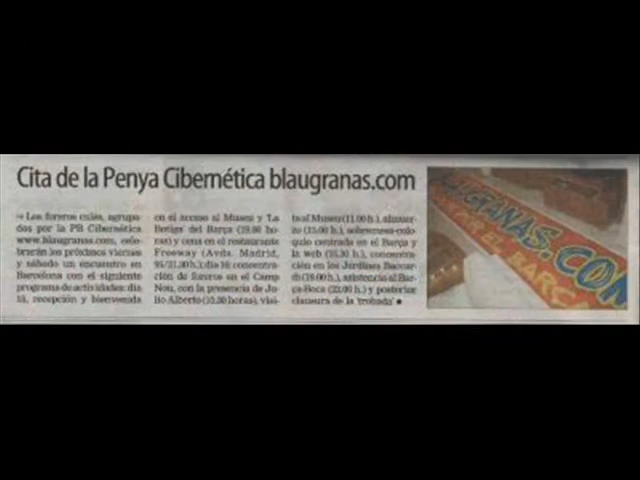 Cita de la Penya Cibernética blaugranas.com
Los foreros culés, agrupa-
dos por la PB Cibernética
www.blaugranas.com, cele-
brarán los próximos viernes
y sábado un encuentro en
Barcelona con el siguiente
programa de actividades: día
recepción y bienvenida
en el acceso al Museu y 'La
Botiga' del Barça (19.00 ho-
ras) y cena en el restaurante
Freeway (Avda. Madrid,
95/21.30 h.); día 16: concentra-
ción de foreros en el Camp
Nou, con la presencia de Ju-
lio Alberto (10.30 horas), visi-
ta al Museu (11.00 h.), almuer-
zo (15.00 h.), sobremesa-colo-
quio centrada en el Barça y
la web (16.30 h.), concentra-
ción en los Jardines Bacear-
di (19.00 h.), asistencia al Bar-
ça-Boca (22.00 h.) y posterior
clausura de la 'trobada' ●
BLAUGRANAS.COM
POR EL BARÇA